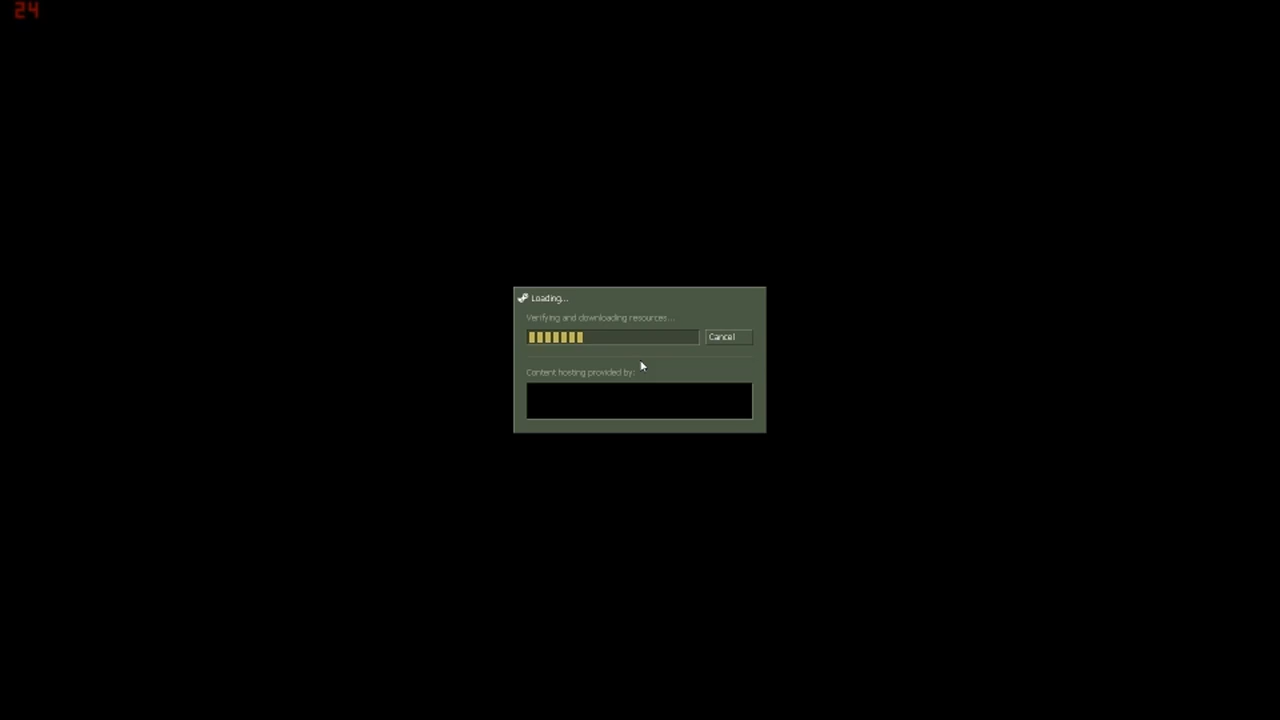 24
Loading...
Verifying and downloading resources...
Cancel
Content hosting provided by: